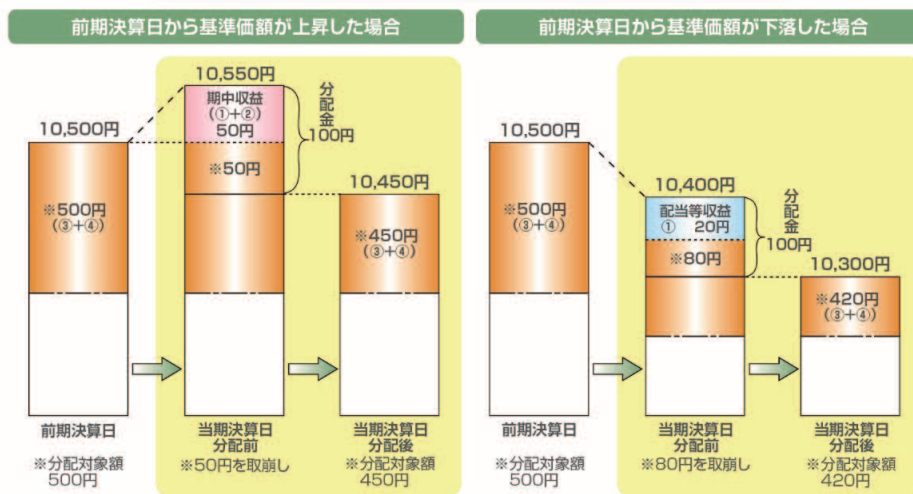 前期決算日から基準価額が上昇した場合
10,550円
期中収益
(①+②)
50円
分配金
100円
10,500円
※50円
10,450円
※500円
(③+④)
※450円
(③+④)
前期決算日
当期決算日
分配前
当期決算日
分配後
※分配対象額
500円
※50円を取崩し
※分配対象額
450円
前期決算日から基準価額が下落した場合
10,500円
10,400円
配当等収益
① 20円
分配金
100円
※500円
(③+④)
※80円
10,300円
※420円
(③+④)
前期決算日
当期決算日
分配前
当期決算日
分配後
※分配対象額
500円
※80円を取崩し
※分配対象額
420円